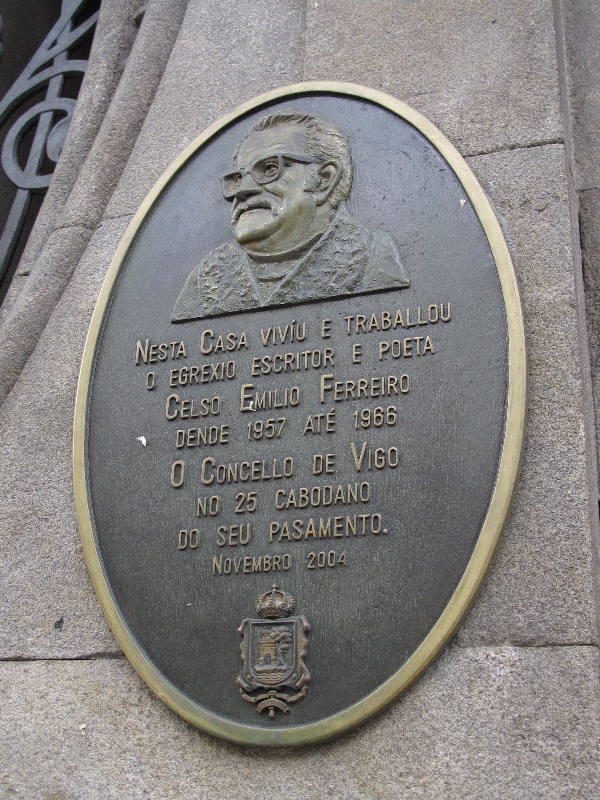 Nesta Casa vivíu e traballou
o egrexio escritor e poeta
Celso Emilio Ferreiro
dende 1957 até 1966
O Concello de Vigo
no 25 cabodano
do seu pasamento.
Novembro 2004